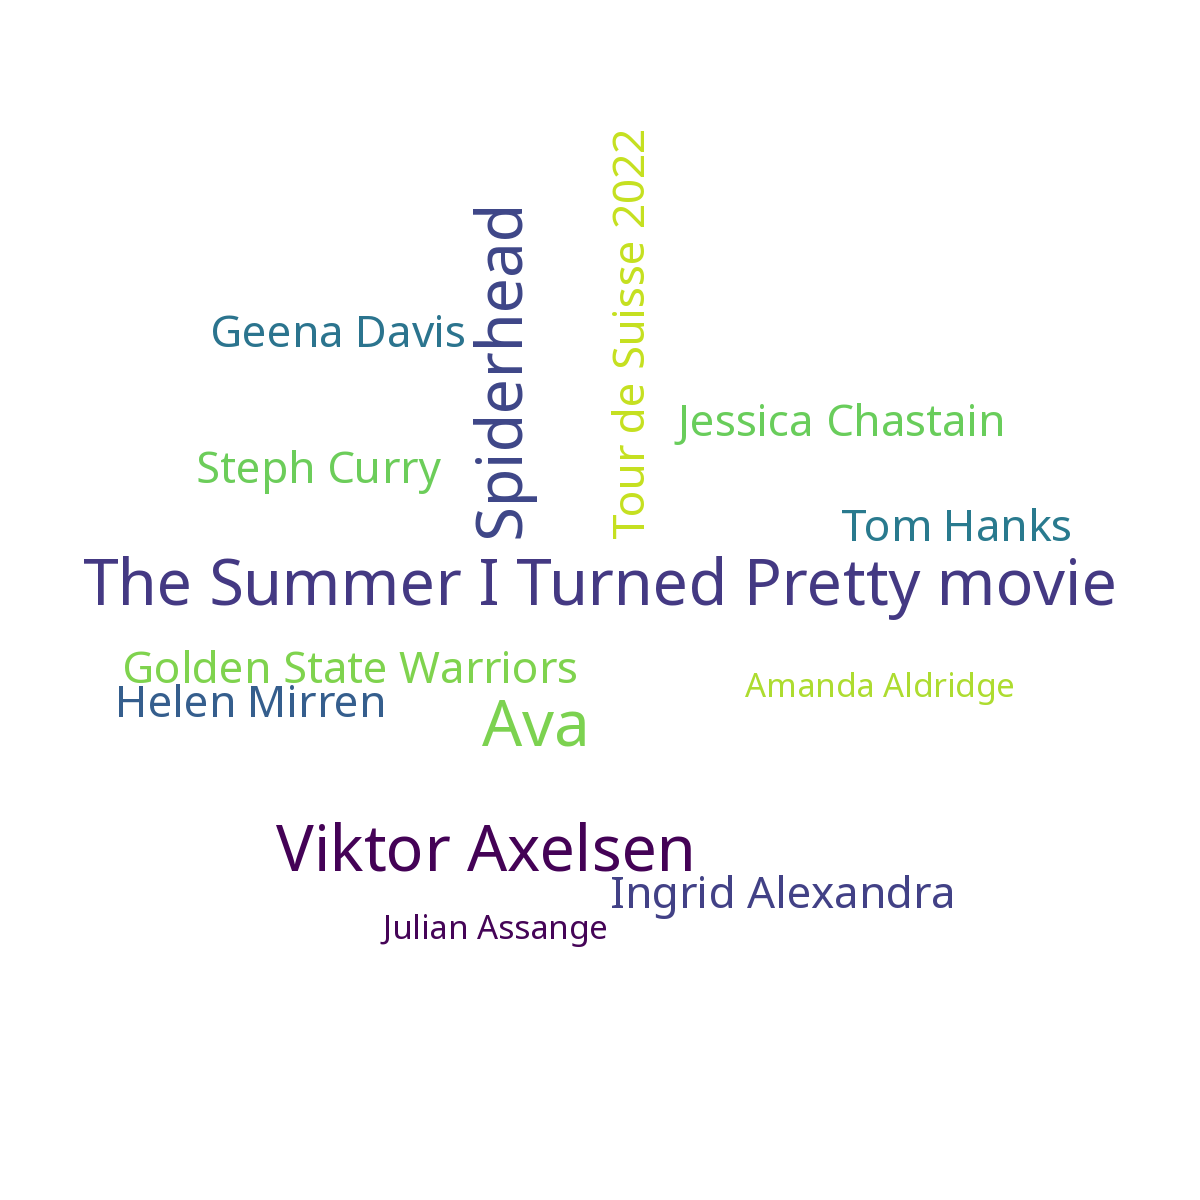 Tour de Suisse 2022
Spiderhead
Geena Davis
Jessica Chastain
Steph Curry
Tom Hanks
The Summer I Turned Pretty movie
Golden State Warriors
Amanda Aldridge
Helen Mirren
Ava
Viktor Axelsen
Ingrid Alexandra
Julian Assange